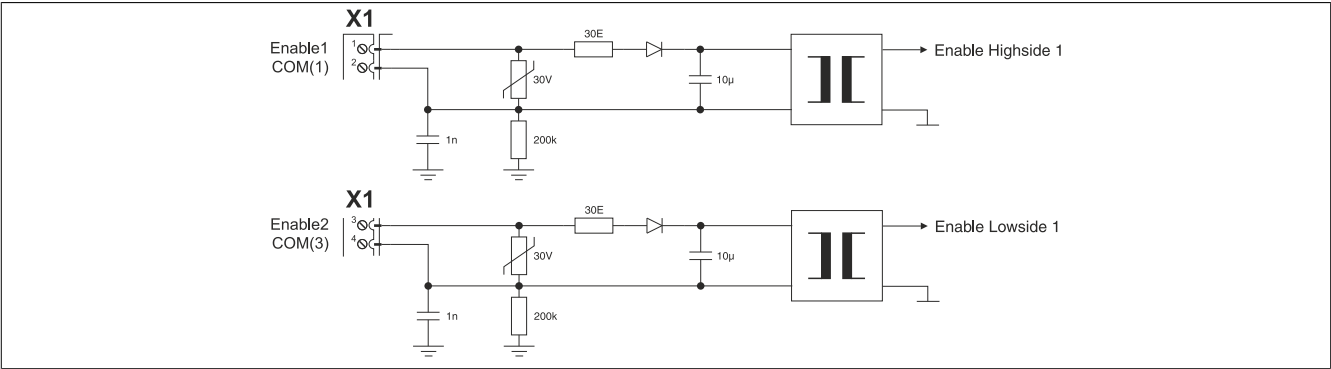 X1
Enable1
COM(1)
1
2
30E
30V
10µ
1n
200k
Enable Highside 1
X1
Enable2
COM(3)
3
4
30E
30V
10µ
1n
200k
Enable Lowside 1